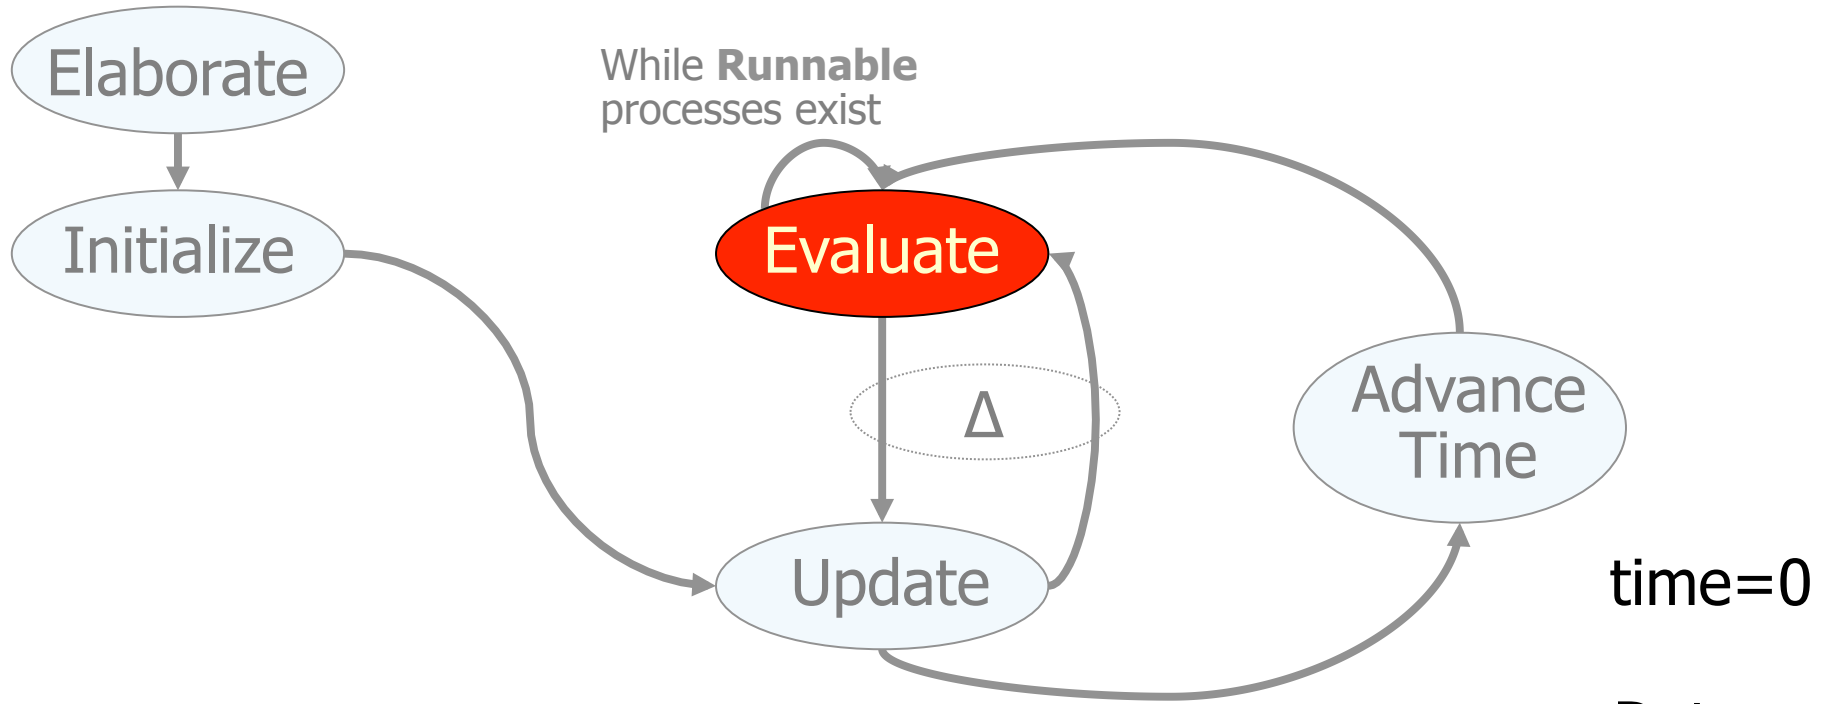 Elaborate
While Runnable
processes exist
Initialize
Evaluate
Δ
Advance
Time
Update
time=0